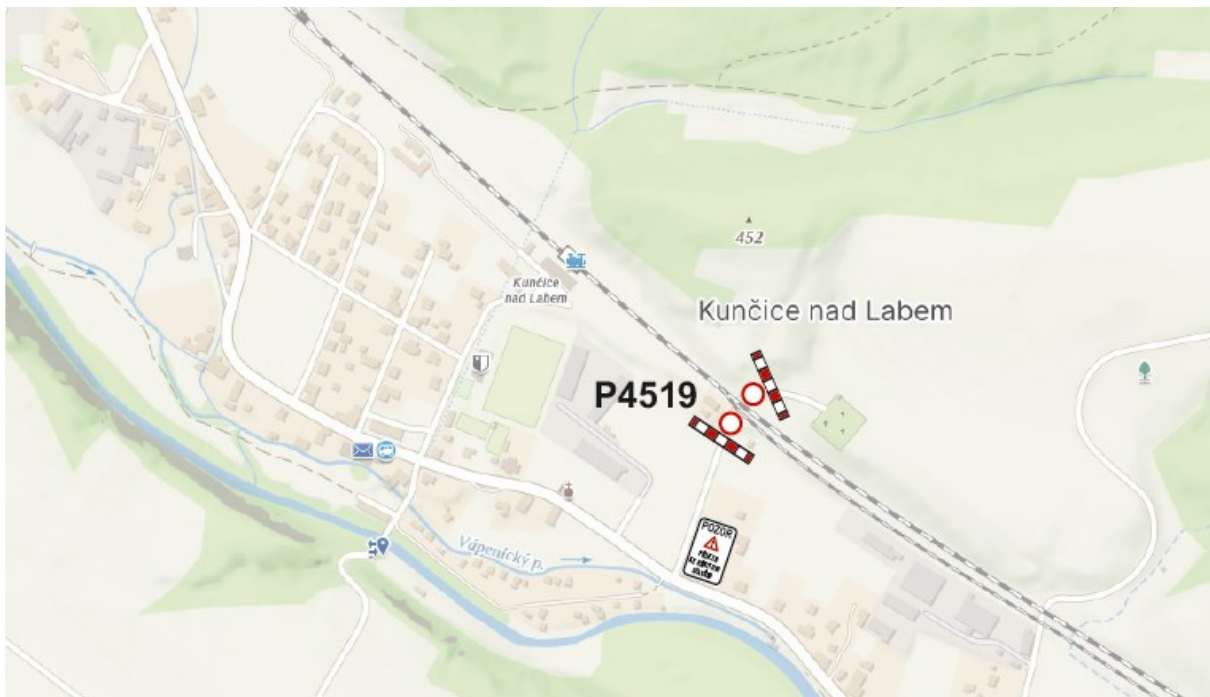 452
Kunčice
nad Labem
Kunčice nad Labem
P4519
POZOR
Vápenický p.